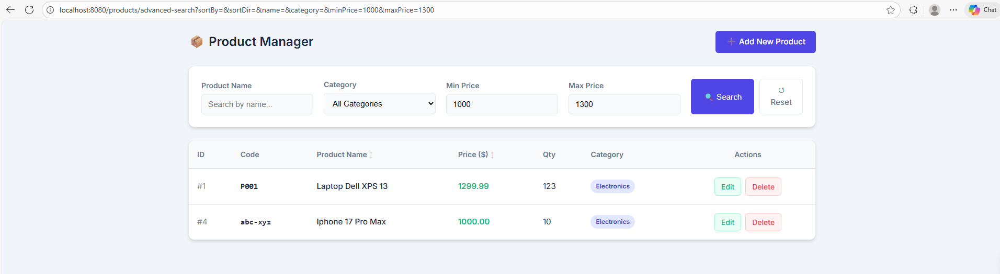 localhost:8080/products/advanced-search?sortBy=&sortDir=&name=&category=&minPrice=1000&maxPrice=1300
Chat
Product Manager
Add New Product
Product Name
Category
Min Price
Max Price
Search by name...
All Categories
1000
1300
Search
Reset
ID Code Product Name Price ($) Qty Category Actions
#1 P001 Laptop Dell XPS 13 1299.99 123 Electronics Edit Delete
#4 abc-xyz Iphone 17 Pro Max 1000.00 10 Electronics Edit Delete